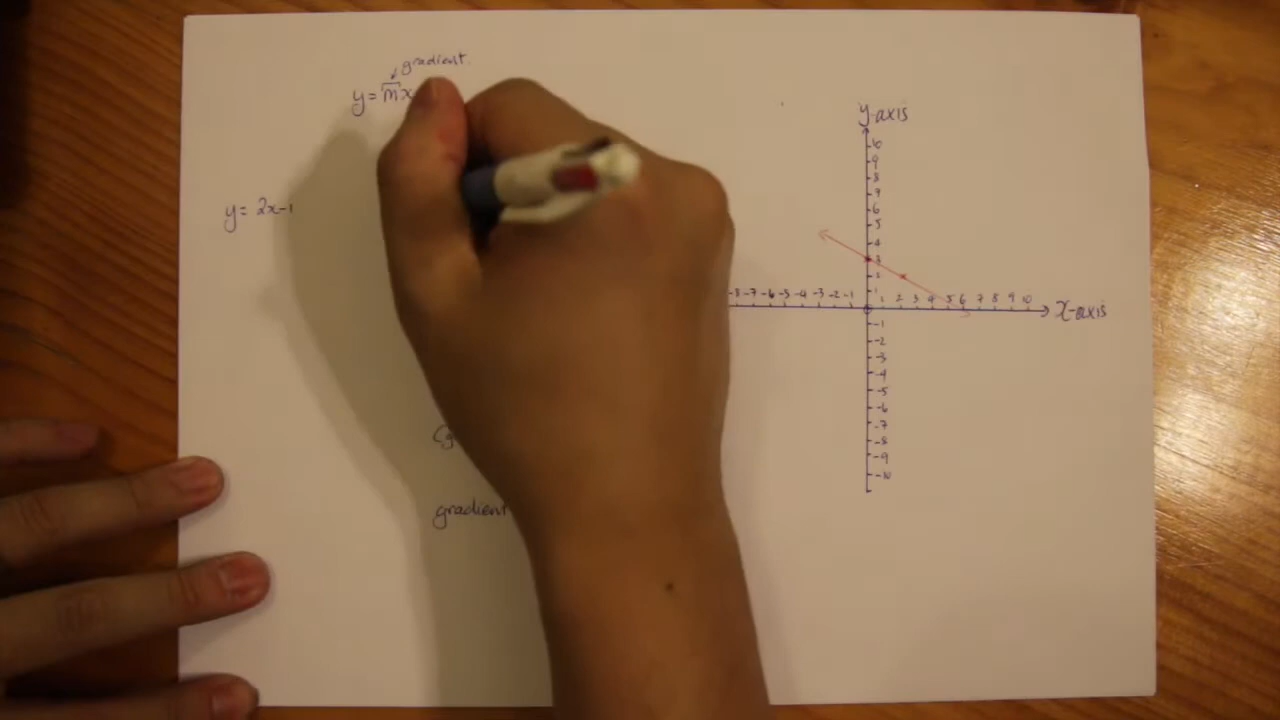 gradient.
y = mx
y-axis
y = 2x-1
10
9
8
7
6
5
4
3
2
1
-8 -7 -6 -5 -4 -3 -2 -1
1 2 3 4 5 6 7 8 9 10
x-axis
-1
-2
-3
-4
-5
-6
-7
-8
-9
-10
gradient